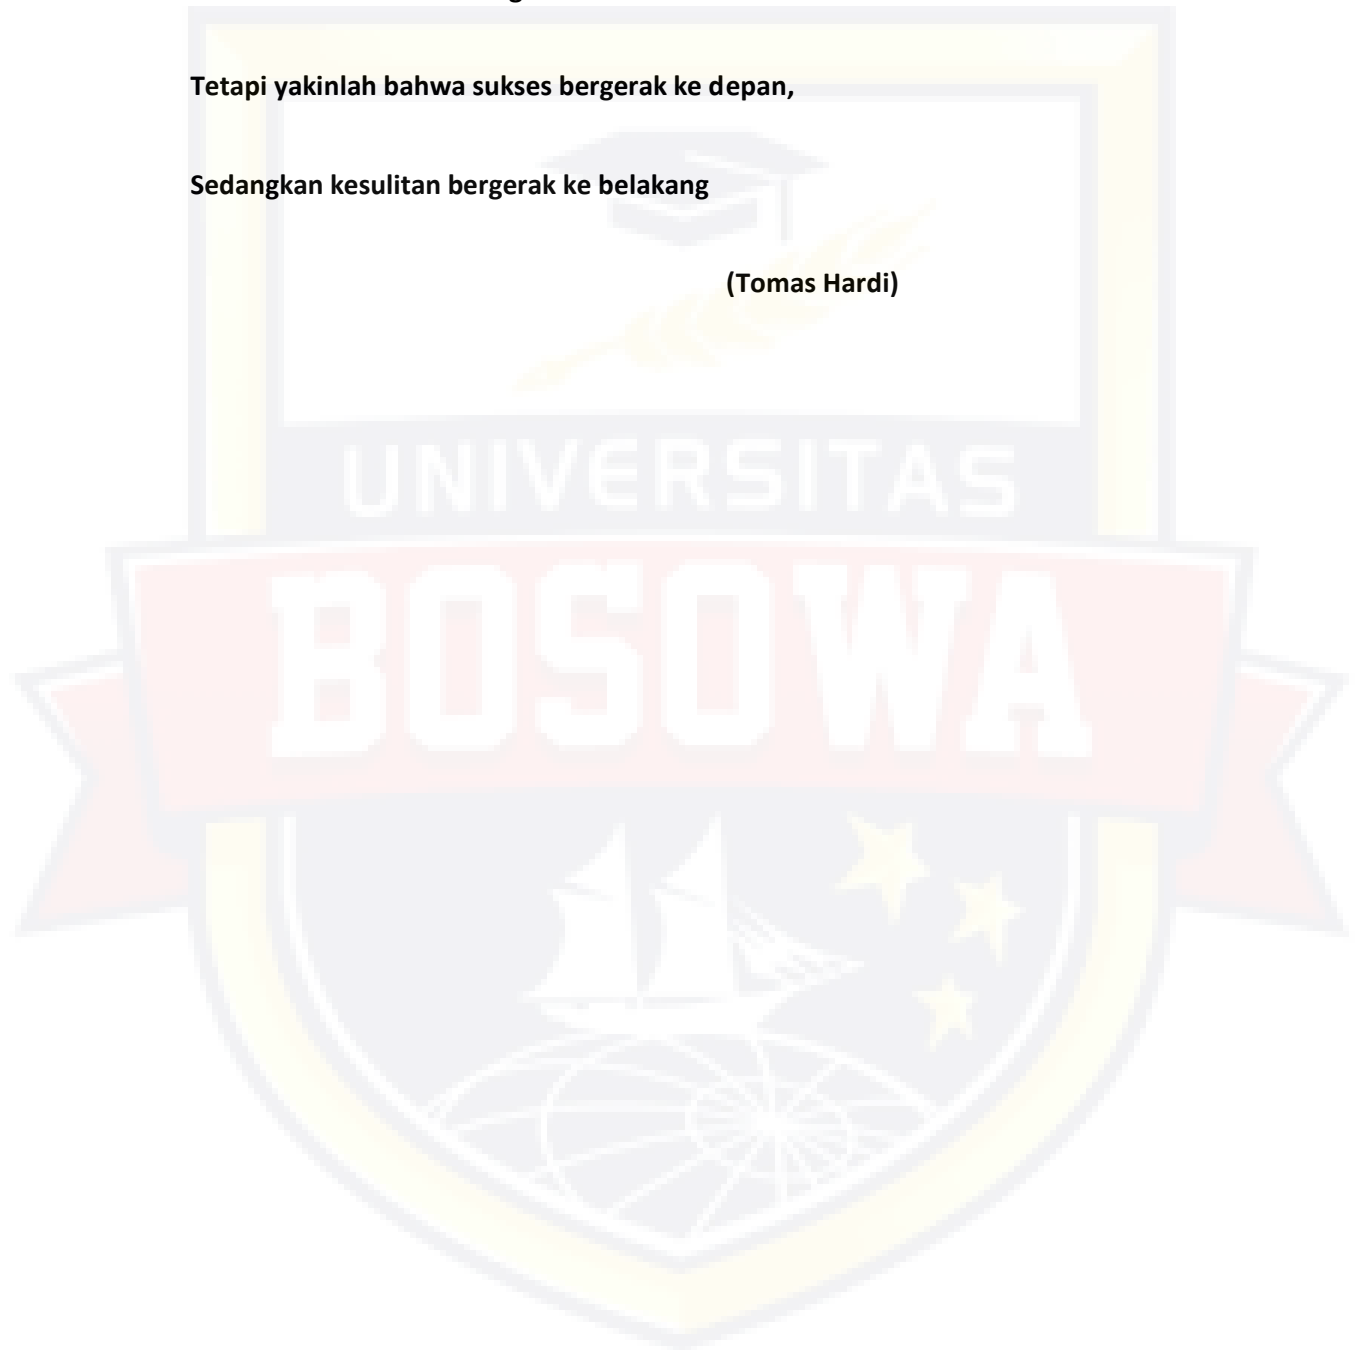 Tetapi yakinlah bahwa sukses bergerak ke depan,
Sedangkan kesulitan bergerak ke belakang
(Tomas Hardi)
UNIVERSITAS
BOSOWA